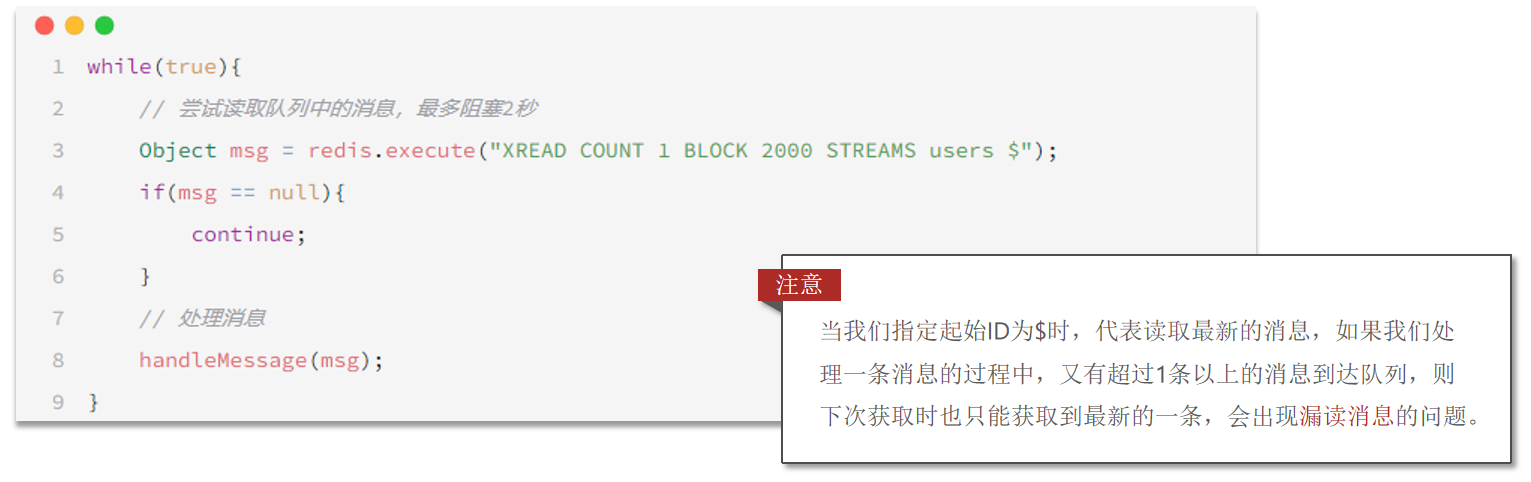 1 while(true){
2 // 尝试读取队列中的消息，最多阻塞2秒
3 Object msg = redis.execute("XREAD COUNT 1 BLOCK 2000 STREAMS users $");
4 if(msg == null){
5 continue;
6 }
7 // 处理消息
8 handleMessage(msg);
9 }
注意
当我们指定起始ID为$时，代表读取最新的消息，如果我们处
理一条消息的过程中，又有超过1条以上的消息到达队列，则
下次获取时也只能获取到最新的一条，会出现漏读消息的问题。